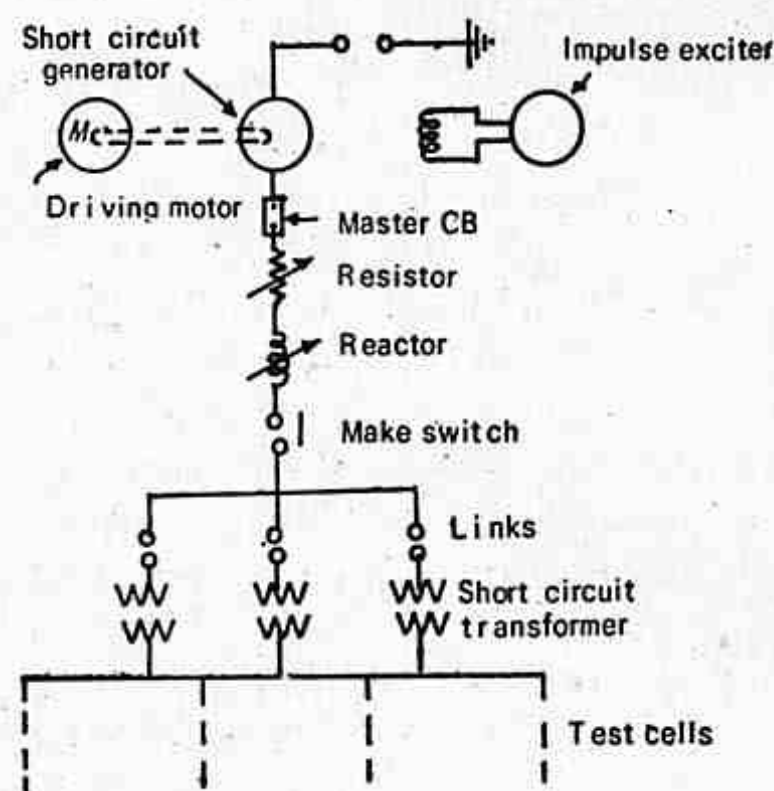 Short circuit
generator
Impulse exciter
M
Driving motor
Master CB
Resistor
Reactor
Make switch
Links
Short circuit
transformer
Test cells